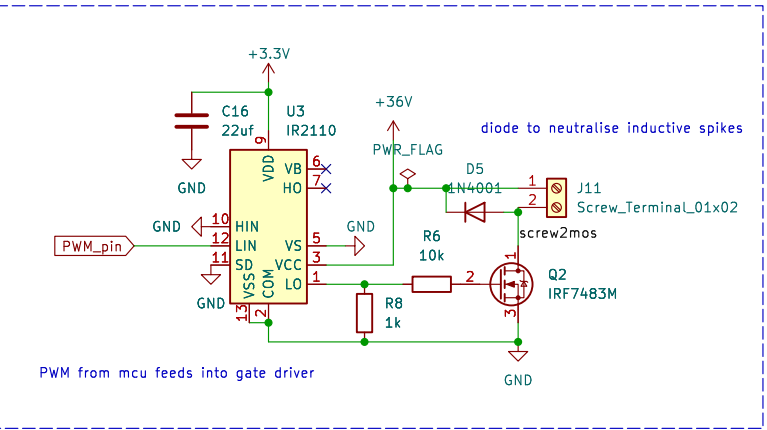 +3.3V
C16
22uf
GND
U3
IR2110
9
VDD
VB
6
HO
7
GND
10
HIN
PWM_pin
12
LIN
11
SD
GND
VS
5
GND
VCC
3
LO
1
VSS
COM
13
2
+36V
PWR_FLAG
diode to neutralise inductive spikes
D5
1N4001
1
2
J11
Screw_Terminal_01x02
screw2mos
R6
10k
R8
1k
2
1
3
Q2
IRF7483M
GND
PWM from mcu feeds into gate driver